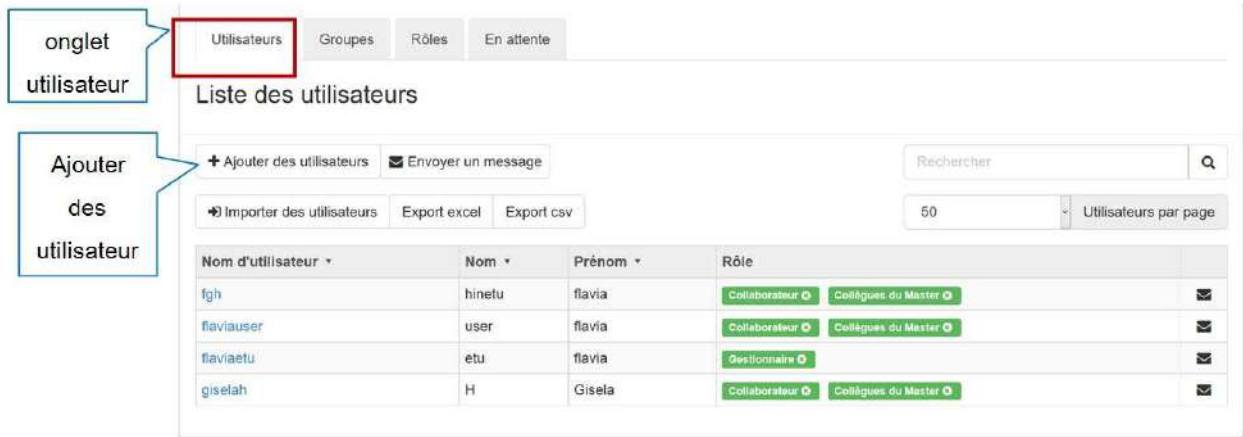 onglet
utilisateur
Utilisateurs Groupes Rôles En attente
Liste des utilisateurs
Ajouter
des
utilisateur
+ Ajouter des utilisateurs Envoyer un message Rechercher
Importer des utilisateurs Export excel Export csv 50 Utilisateurs par page
Nom d'utilisateur Nom Prénom Rôle
fgh hinetu flavia Collaborateur Collègues du Master
flaviauser user flavia Collaborateur Collègues du Master
flaviaetu etu flavia Gestionnaire
giselah H Gisela Collaborateur Collègues du Master